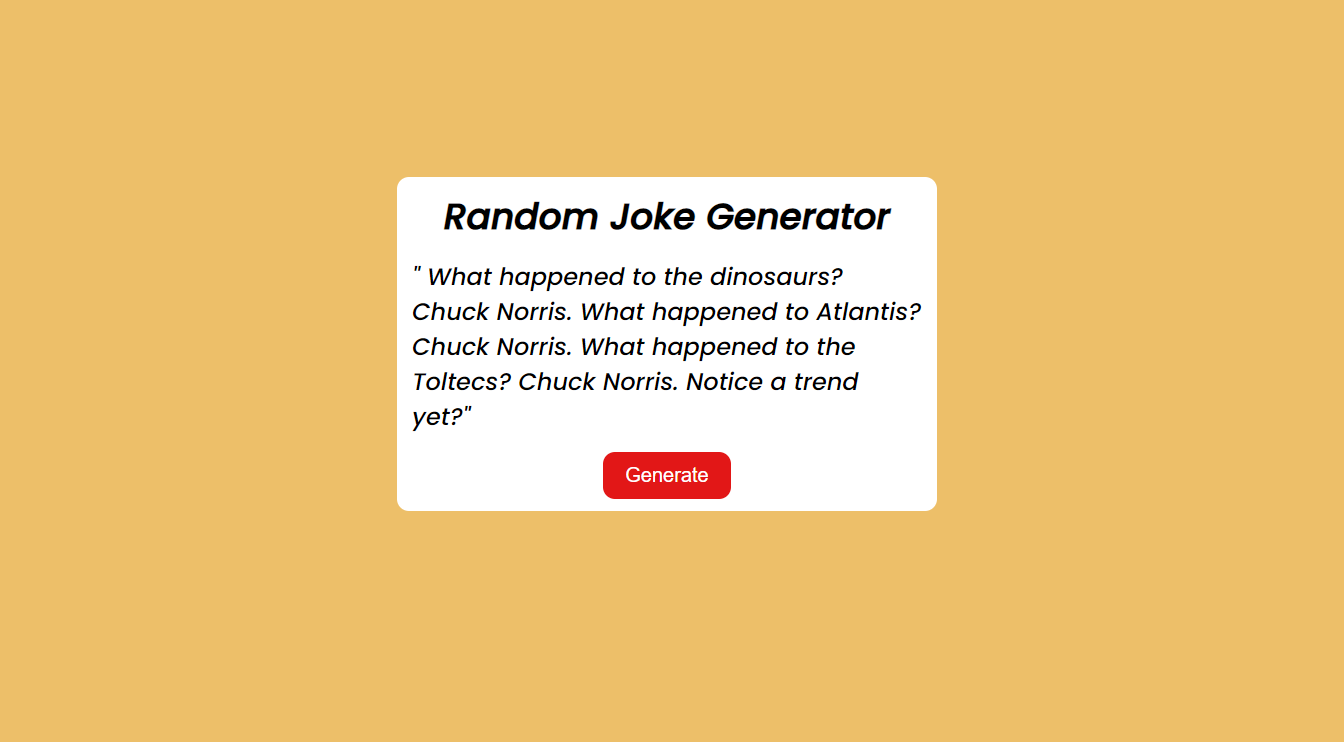 Random Joke Generator
" What happened to the dinosaurs?
Chuck Norris. What happened to Atlantis?
Chuck Norris. What happened to the
Toltecs? Chuck Norris. Notice a trend
yet?"
Generate